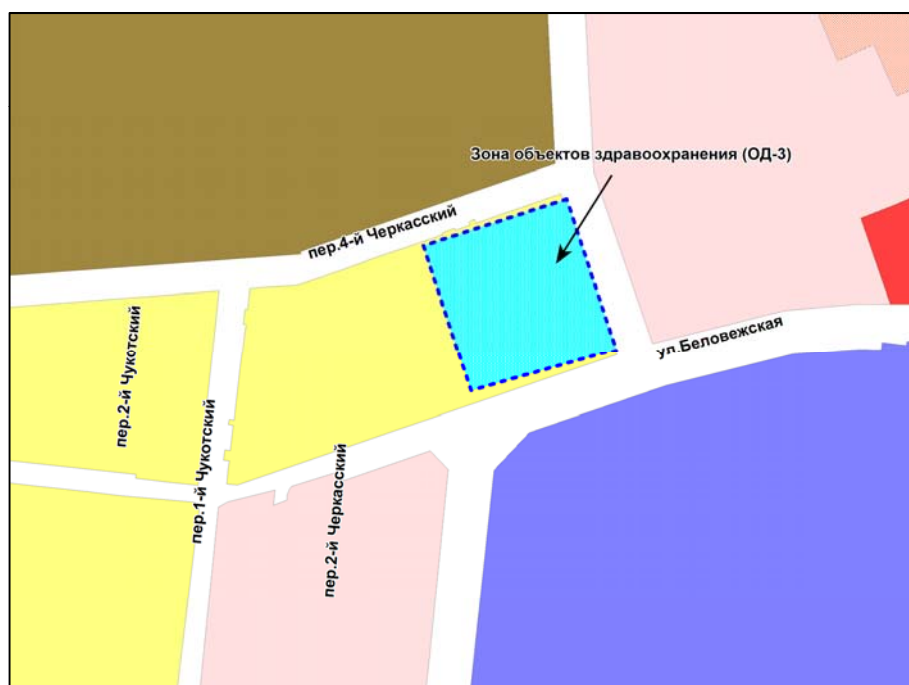 Зона объектов здравоохранения (ОД-3)
пер.4-й Черкасский
ул.Беловежская
пер.2-й Чукотский
пер.1-й Чукотский
пер.2-й Черкасский